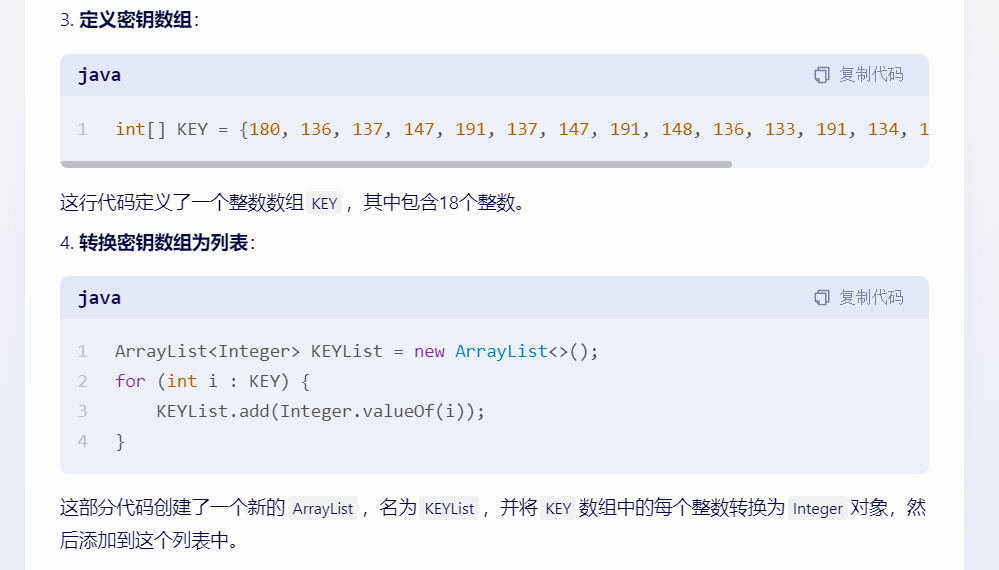 3. 定义密钥数组：
java
复制代码
1 int[] KEY = {180, 136, 137, 147, 191, 137, 147, 191, 148, 136, 133, 191, 134, 1
这行代码定义了一个整数数组 KEY ，其中包含18个整数。
4. 转换密钥数组为列表：
java
复制代码
1 ArrayList<Integer> KEYList = new ArrayList<>();
2 for (int i : KEY) {
3 KEYList.add(Integer.valueOf(i));
4 }
这部分代码创建了一个新的 ArrayList ，名为 KEYList ，并将 KEY 数组中的每个整数转换为 Integer 对象，然
后添加到这个列表中。